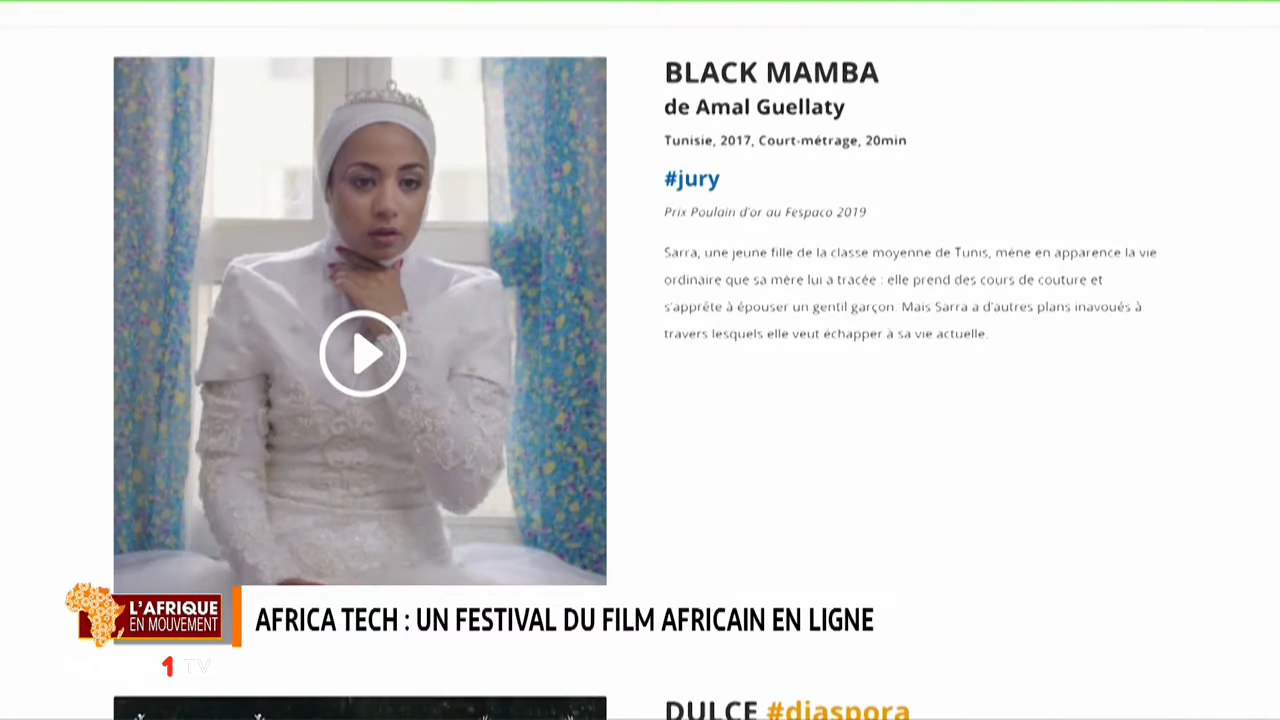 BLACK MAMBA
de Amal Guellaty
Tunisie, 2017, Court-métrage, 20min
#jury
Prix Poulain d'or au Fespaco 2019
Sarra, une jeune fille de la classe moyenne de Tunis, mène en apparence la vie
ordinaire que sa mère lui a tracée : elle prend des cours de couture et
s'apprête à épouser un gentil garçon. Mais Sarra a d'autres plans inavoués à
travers lesquels elle veut échapper à sa vie actuelle.
L'AFRIQUE
EN MOUVEMENT
AFRICA TECH : UN FESTIVAL DU FILM AFRICAIN EN LIGNE
1 TV
DULCE #diaspora